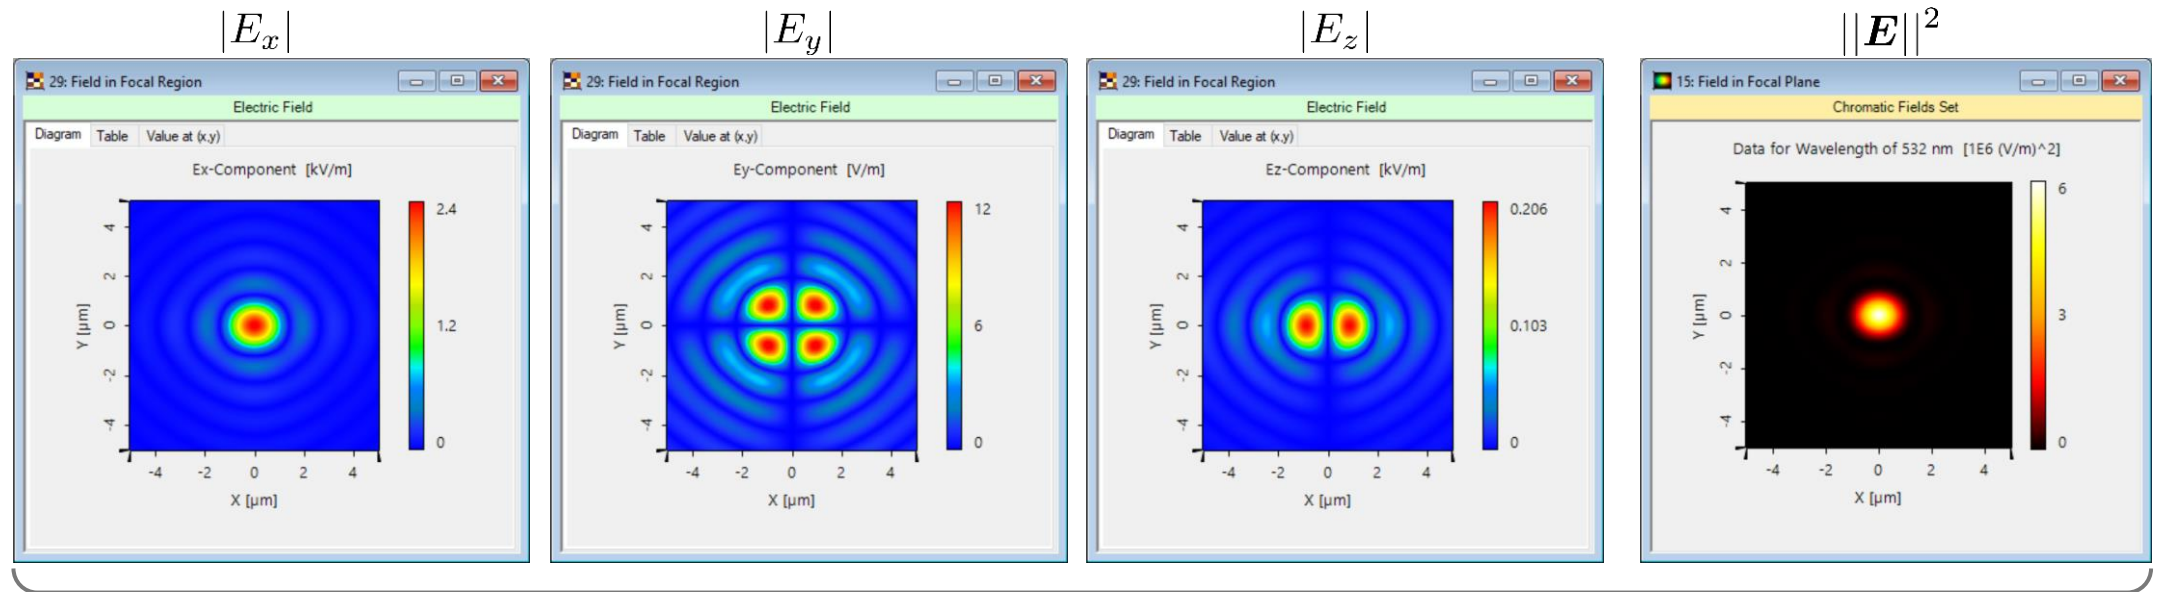 |E_x|
29: Field in Focal Region
Electric Field
Diagram Table Value at (x,y)
Ex-Component [kV/m]
2.4
1.2
0
Y [µm]
4
2
0
-2
-4
-4 -2 0 2 4
X [µm]
|E_y|
29: Field in Focal Region
Electric Field
Diagram Table Value at (x,y)
Ey-Component [V/m]
12
6
0
Y [µm]
4
2
0
-2
-4
-4 -2 0 2 4
X [µm]
|E_z|
29: Field in Focal Region
Electric Field
Diagram Table Value at (x,y)
Ez-Component [kV/m]
0.206
0.103
0
Y [µm]
4
2
0
-2
-4
-4 -2 0 2 4
X [µm]
||E||²
15: Field in Focal Plane
Chromatic Fields Set
Data for Wavelength of 532 nm [1E6 (V/m)^2]
6
3
0
Y [µm]
4
2
0
-2
-4
-4 -2 0 2 4
X [µm]